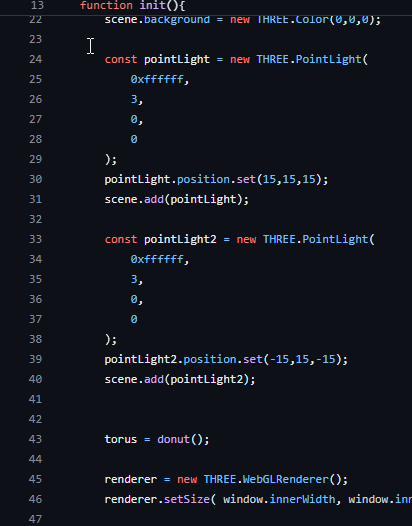 13 function init(){
22 scene.background = new THREE.Color(0,0,0);
23
24 const pointLight = new THREE.PointLight(
25 0xffffff,
26 3,
27 0,
28 0
29 );
30 pointLight.position.set(15,15,15);
31 scene.add(pointLight);
32
33 const pointLight2 = new THREE.PointLight(
34 0xffffff,
35 3,
36 0,
37 0
38 );
39 pointLight2.position.set(-15,15,-15);
40 scene.add(pointLight2);
41
42
43 torus = donut();
44
45 renderer = new THREE.WebGLRenderer();
46 renderer.setSize( window.innerWidth, window.inn
47